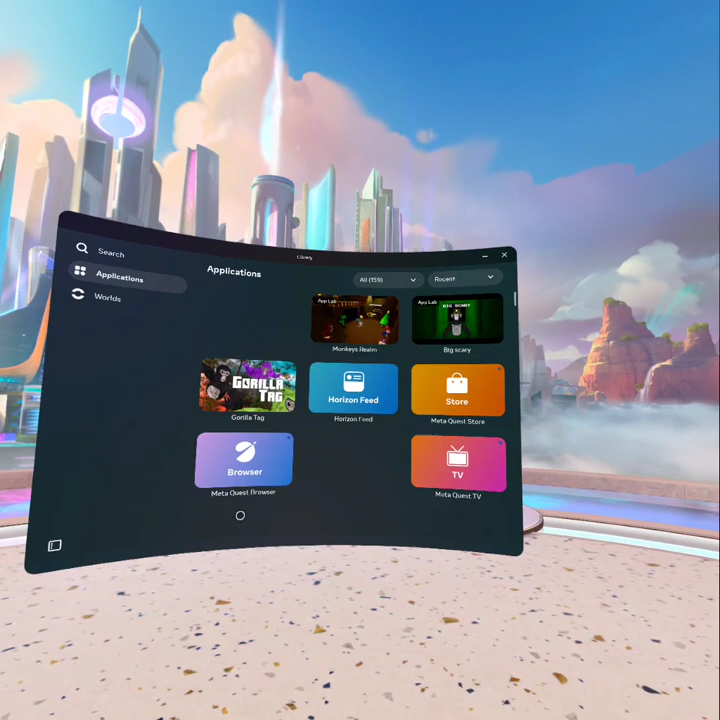 Library
Search
Applications
Worlds
Applications
All (159)
Recent
App Lab
Monkeys Realm
App Lab
BIG SCARY
Big scary
GORILLA TAG
Gorilla Tag
Horizon Feed
Horizon Feed
Store
Meta Quest Store
Browser
Meta Quest Browser
TV
Meta Quest TV